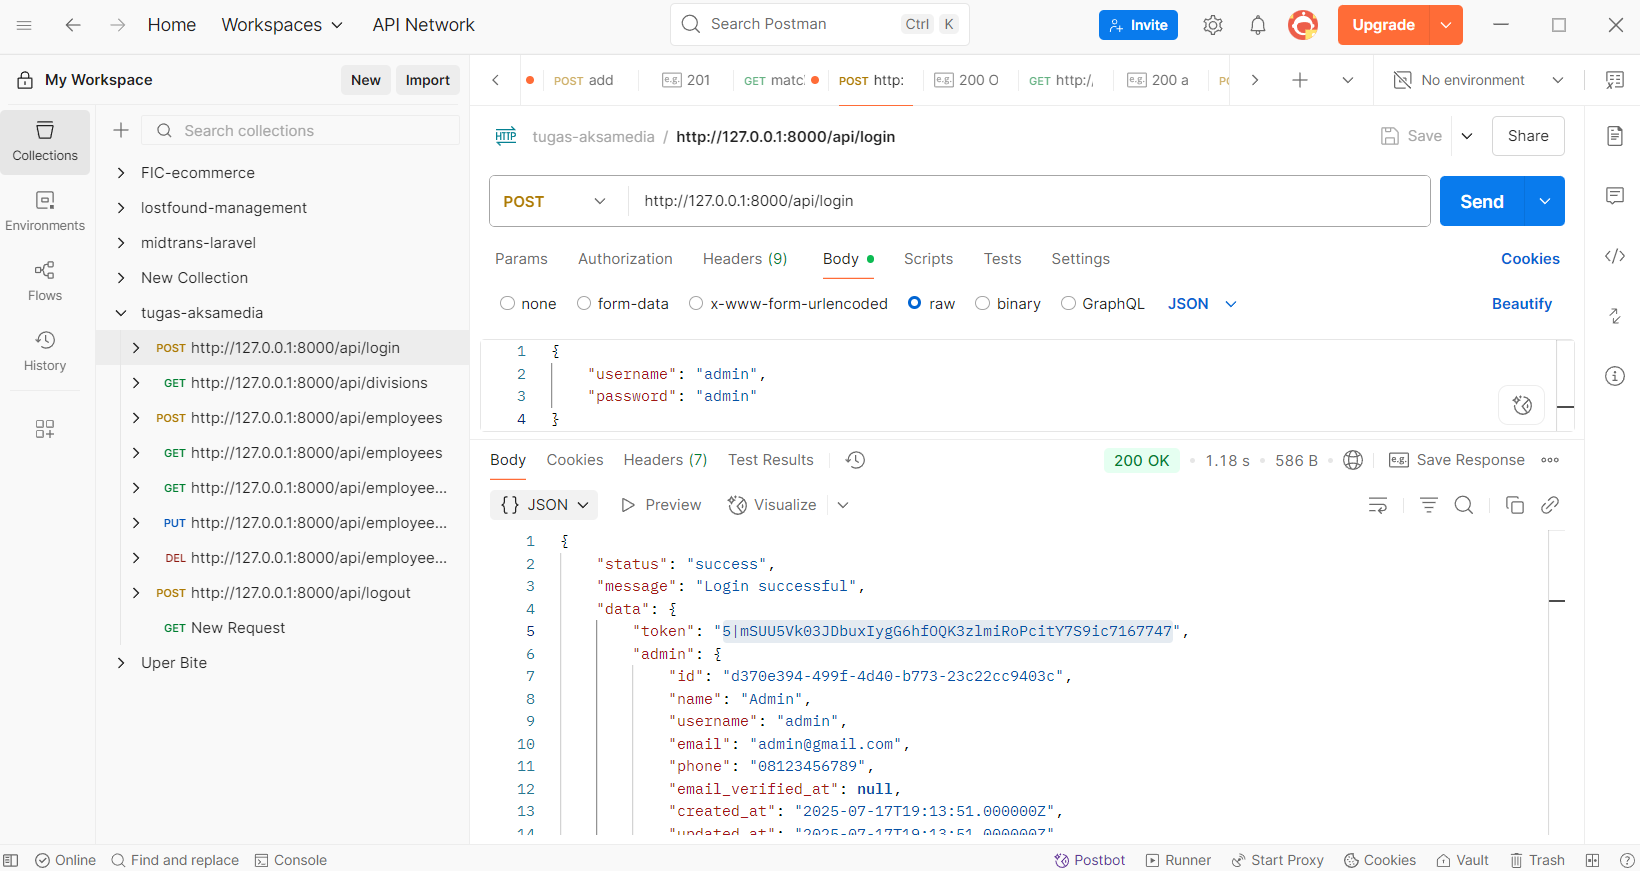 Home Workspaces API Network Search Postman Ctrl K Invite Upgrade
My Workspace New Import
POST add e.g. 201 GET matc POST http: e.g. 200 O GET http:/ e.g. 200 a No environment
Collections
Environments
Flows
History
Search collections
FIC-ecommerce
lostfound-management
midtrans-laravel
New Collection
tugas-aksamedia
POST http://127.0.0.1:8000/api/login
GET http://127.0.0.1:8000/api/divisions
POST http://127.0.0.1:8000/api/employees
GET http://127.0.0.1:8000/api/employees
GET http://127.0.0.1:8000/api/employee...
PUT http://127.0.0.1:8000/api/employee...
DEL http://127.0.0.1:8000/api/employee...
POST http://127.0.0.1:8000/api/logout
GET New Request
Uper Bite
HTTP tugas-aksamedia / http://127.0.0.1:8000/api/login Save Share
POST http://127.0.0.1:8000/api/login Send
Params Authorization Headers (9) Body Scripts Tests Settings Cookies
none form-data x-www-form-urlencoded raw binary GraphQL JSON Beautify
1 {
2 "username": "admin",
3 "password": "admin"
4 }
Body Cookies Headers (7) Test Results 200 OK 1.18 s 586 B e.g. Save Response
{} JSON Preview Visualize
1 {
2 "status": "success",
3 "message": "Login successful",
4 "data": {
5 "token": "5|mSUU5Vk03JDbuxIygG6hfOQK3zlmiRoPcitY7S9ic7167747",
6 "admin": {
7 "id": "d370e394-499f-4d40-b773-23c22cc9403c",
8 "name": "Admin",
9 "username": "admin",
10 "email": "admin@gmail.com",
11 "phone": "08123456789",
12 "email_verified_at": null,
13 "created_at": "2025-07-17T19:13:51.000000Z",
14 "updated_at": "2025-07-17T19:13:51.000000Z"
Online Find and replace Console Postbot Runner Start Proxy Cookies Vault Trash